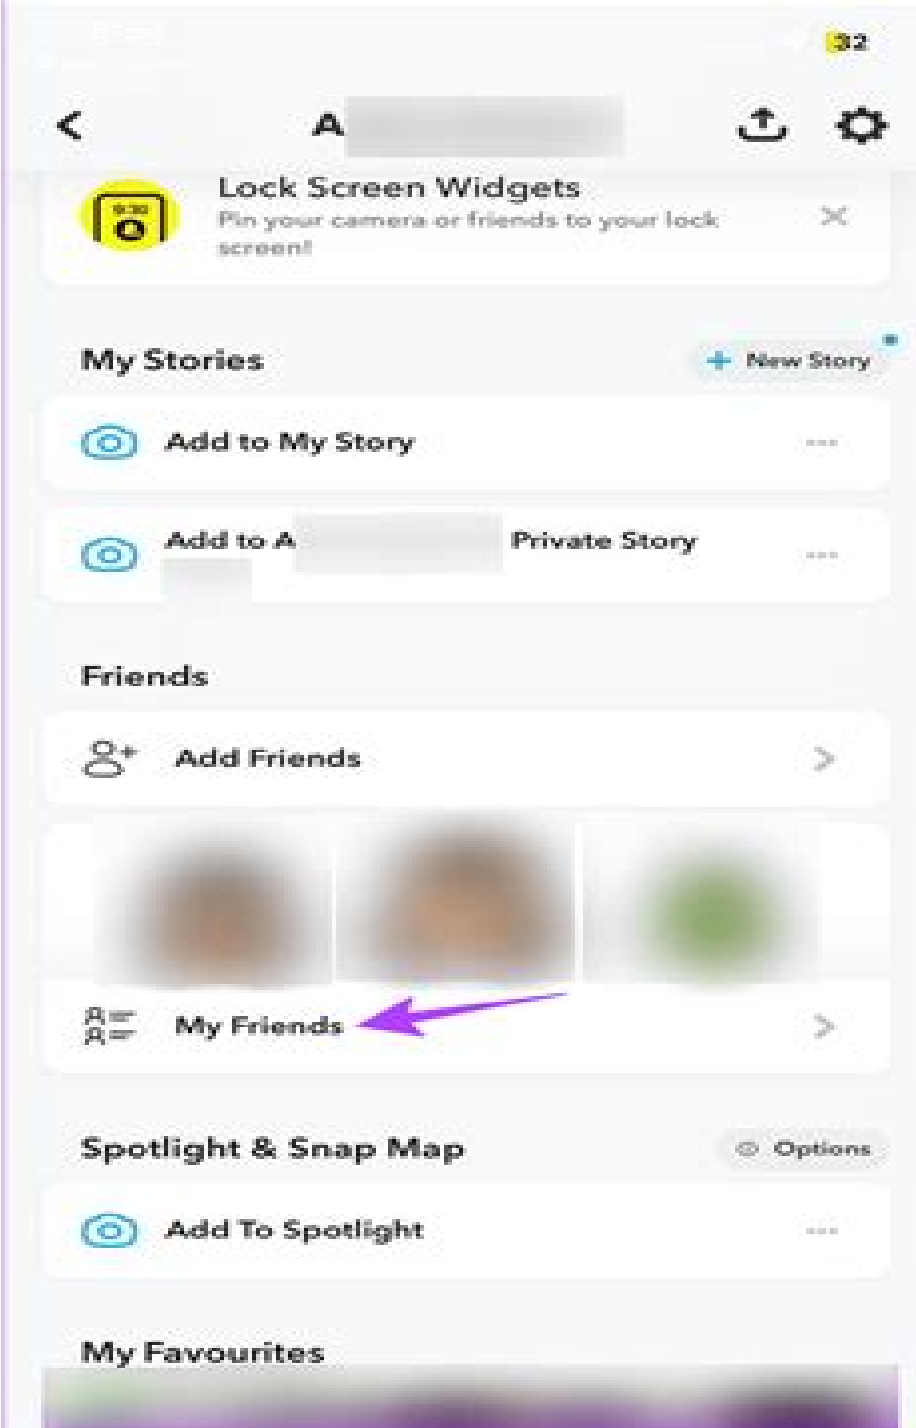 32
A
Lock Screen Widgets
Pin your camera or friends to your lock
screen!
9:30
My Stories
+ New Story
Add to My Story
Add to A Private Story
Friends
Add Friends
My Friends
Spotlight & Snap Map
Options
Add To Spotlight
My Favourites